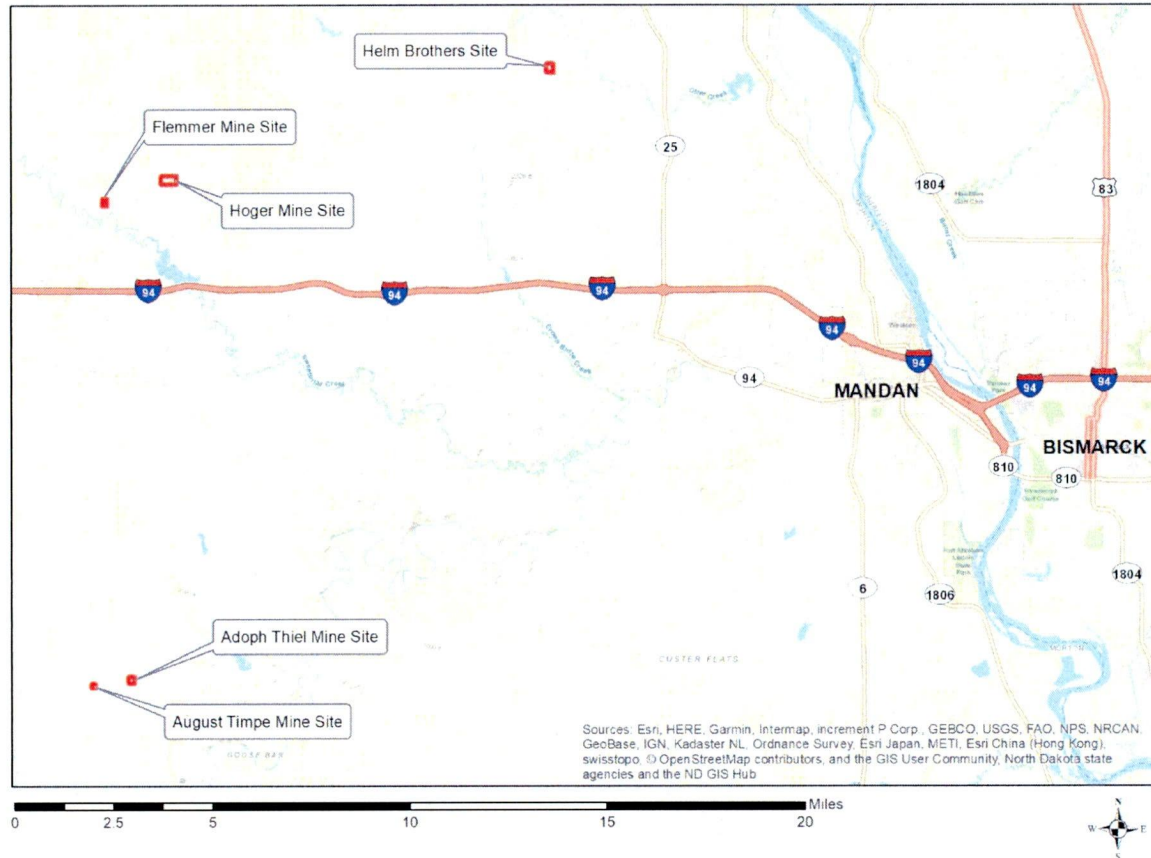 Helm Brothers Site
Flemmer Mine Site
25
1804
Hoger Mine Site
83
94
94
94
94
94
94
94
94
MANDAN
BISMARCK
810
810
6
1806
1804
Adoph Thiel Mine Site
CUSTER FLATS
August Timpe Mine Site
Sources: Esri, HERE, Garmin, Intermap, increment P Corp., GEBCO, USGS, FAO, NPS, NRCAN,
GeoBase, IGN, Kadaster NL, Ordnance Survey, Esri Japan, METI, Esri China (Hong Kong),
swisstopo, © OpenStreetMap contributors, and the GIS User Community, North Dakota state
agencies and the ND GIS Hub
Miles
0 2.5 5 10 15 20
N
W E
S